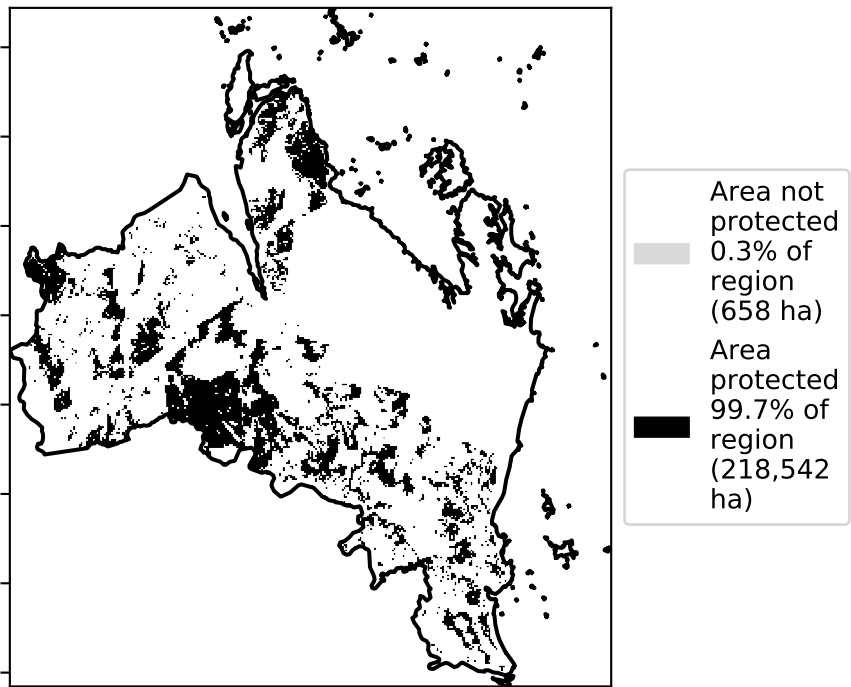 Area not
protected
0.3% of
region
(658 ha)
Area
protected
99.7% of
region
(218,542
ha)